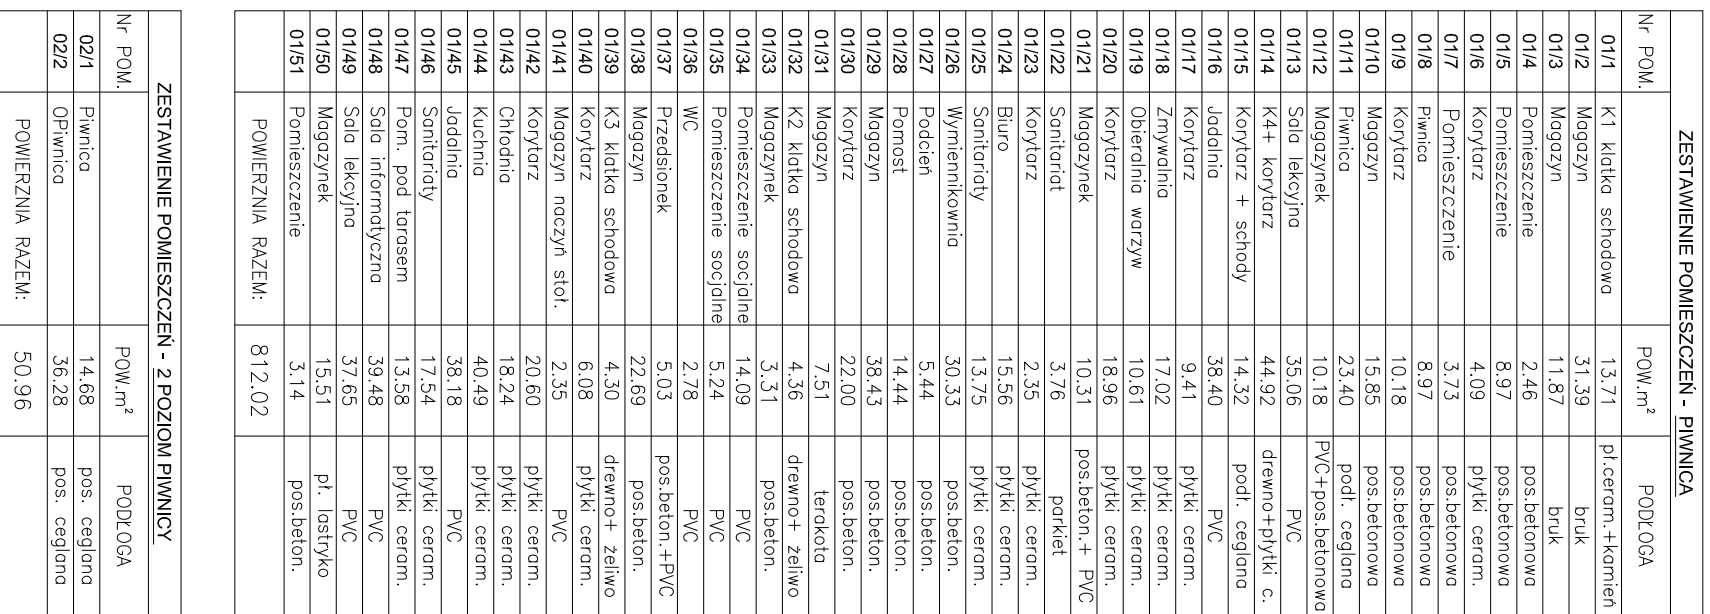 ZESTAWIENIE POMIESZCZEŃ - PIWNICA
Nr POM. POW.m² PODŁOGA
01/1 K1 klatka schodowa 13.71 pł.ceram.+kamień
01/2 Magazyn 31.39 bruk
01/3 Magazyn 11.87 bruk
01/4 Pomieszczenie 2.46 pos.betonowa
01/5 Pomieszczenie 8.97 pos.betonowa
01/6 Korytarz 4.09 płytki ceram.
01/7 Pomieszczenie 3.73 pos.betonowa
01/8 Piwnica 8.97 pos.betonowa
01/9 Korytarz 10.18 pos.betonowa
01/10 Magazyn 15.85 pos.betonowa
01/11 Piwnica 23.40 podł. ceglana
01/12 Magazynek 10.18 PVC+pos.betonowa
01/13 Sala lekcyjna 35.06 PVC
01/14 K4+ korytarz 44.92 drewno+płytki c.
01/15 Korytarz + schody 14.32 podł. ceglana
01/16 Jadalnia 38.40 PVC
01/17 Korytarz 9.41 płytki ceram.
01/18 Zmywalnia 17.02 płytki ceram.
01/19 Obieralnia warzyw 10.61 płytki ceram.
01/20 Korytarz 18.96 płytki ceram.
01/21 Magazynek 10.31 pos.beton.+ PVC
01/22 Sanitariat 3.76 parkiet
01/23 Korytarz 2.35 płytki ceram.
01/24 Biuro 15.56 płytki ceram.
01/25 Sanitariaty 13.75 płytki ceram.
01/26 Wymiennikownia 30.33 pos.beton.
01/27 Podcień 5.44 pos.beton.
01/28 Pomost 14.44 pos.beton.
01/29 Magazyn 38.43 pos.beton.
01/30 Korytarz 22.00 pos.beton.
01/31 Magazyn 7.51 terakota
01/32 K2 klatka schodowa 4.36 drewno+ żeliwo
01/33 Magazynek 3.31 pos.beton.
01/34 Pomieszczenie socjalne 14.09 PVC
01/35 Pomieszczenie socjalne 5.24 PVC
01/36 WC 2.78 PVC
01/37 Przedsionek 5.03 pos.beton.+PVC
01/38 Magazyn 22.69 pos.beton.
01/39 K3 klatka schodowa 4.30 drewno+ żeliwo
01/40 Korytarz 6.08 płytki ceram.
01/41 Magazyn naczyń stoł. 2.35 PVC
01/42 Korytarz 20.60 płytki ceram.
01/43 Chłodnia 18.24 płytki ceram.
01/44 Kuchnia 40.49 płytki ceram.
01/45 Jadalnia 38.18 PVC
01/46 Sanitariaty 17.54 płytki ceram.
01/47 Pom. pod tarasem 13.58 płytki ceram.
01/48 Sala informatyczna 39.48 PVC
01/49 Sala lekcyjna 37.65 PVC
01/50 Magazynek 15.51 pł. lastryko
01/51 Pomieszczenie 3.14 pos.beton.
POWIERZNIA RAZEM: 812.02
ZESTAWIENIE POMIESZCZEŃ - 2 POZIOM PIWNICY
Nr POM. POW.m² PODŁOGA
02/1 Piwnica 14.68 pos. ceglana
02/2 OPiwnica 36.28 pos. ceglana
POWIERZNIA RAZEM: 50.96